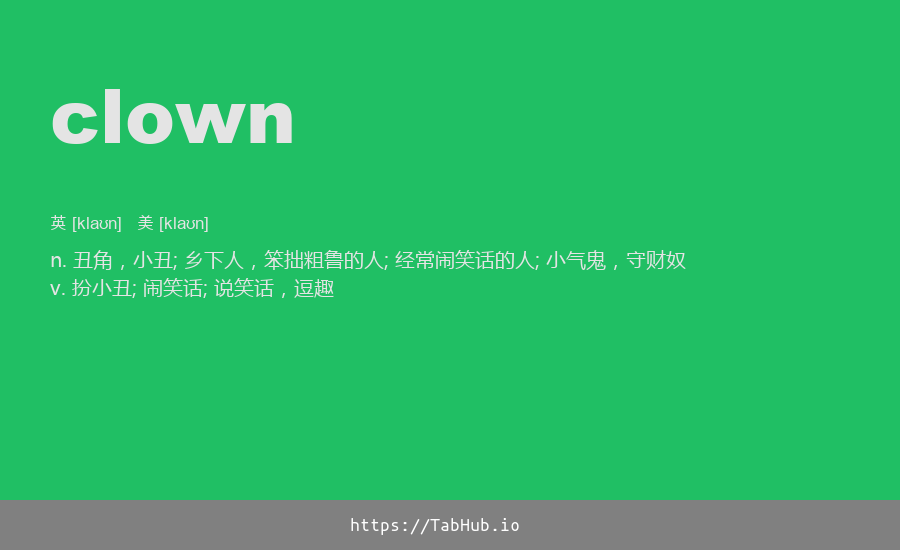 clown
英 [klaʊn] 美 [klaʊn]
n. 丑角，小丑; 乡下人，笨拙粗鲁的人; 经常闹笑话的人; 小气鬼，守财奴
v. 扮小丑; 闹笑话; 说笑话，逗趣
https://TabHub.io